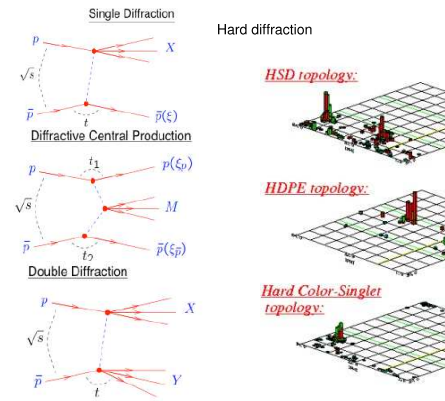 Single Diffraction
p
X
√s
p̄
t
p̄(ξ)
Diffractive Central Production
t1
p
p(ξp)
√s
M
p̄
t2
p̄(ξp̄)
Double Diffraction
p
X
√s
p̄
t
Y
Hard diffraction
HSD topology:
HDPE topology:
Hard Color-Singlet
topology: